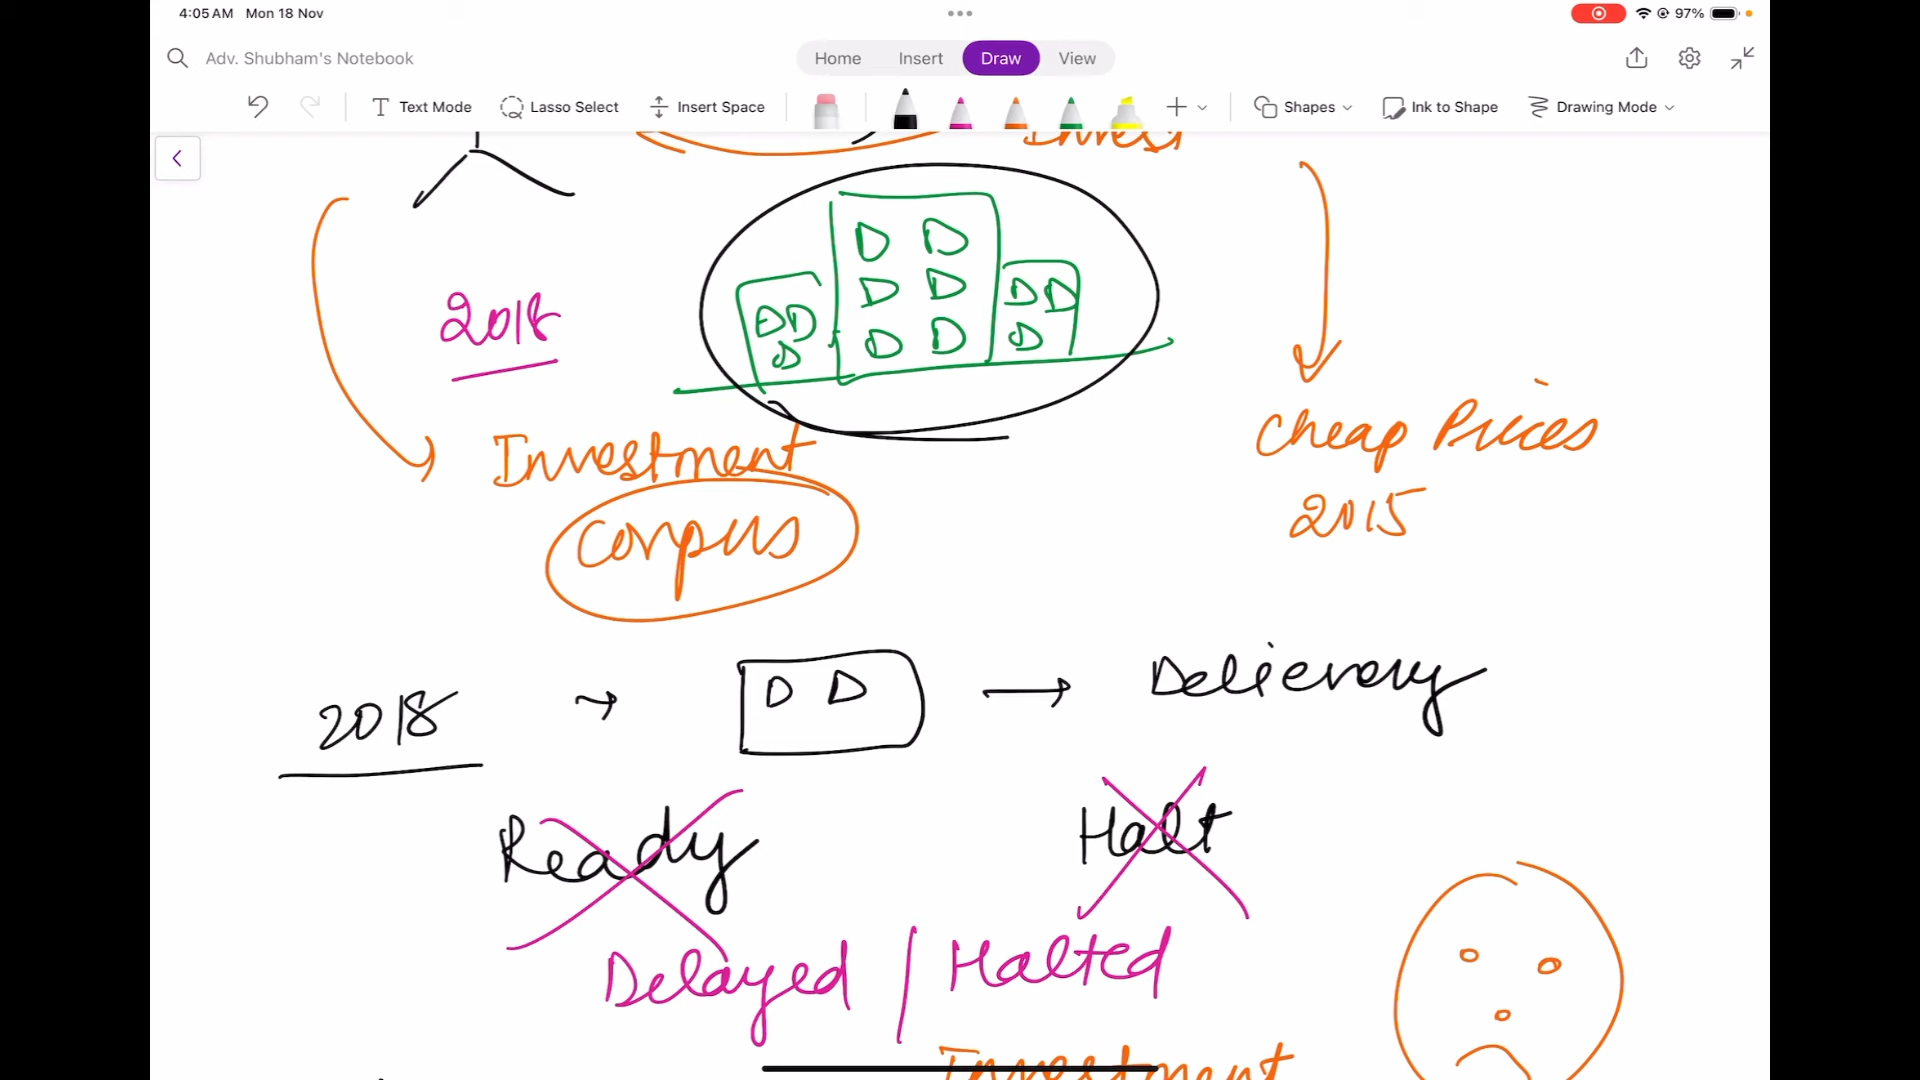 4:05 AM Mon 18 Nov
97%
Adv. Shubham's Notebook
Home Insert Draw View
Text Mode Lasso Select Insert Space Shapes Ink to Shape Drawing Mode
Invest
2018
Investment
Corpus
Cheap Prices
2015
2018 → → Delievery
Ready Halt
Delayed / Halted
Investment